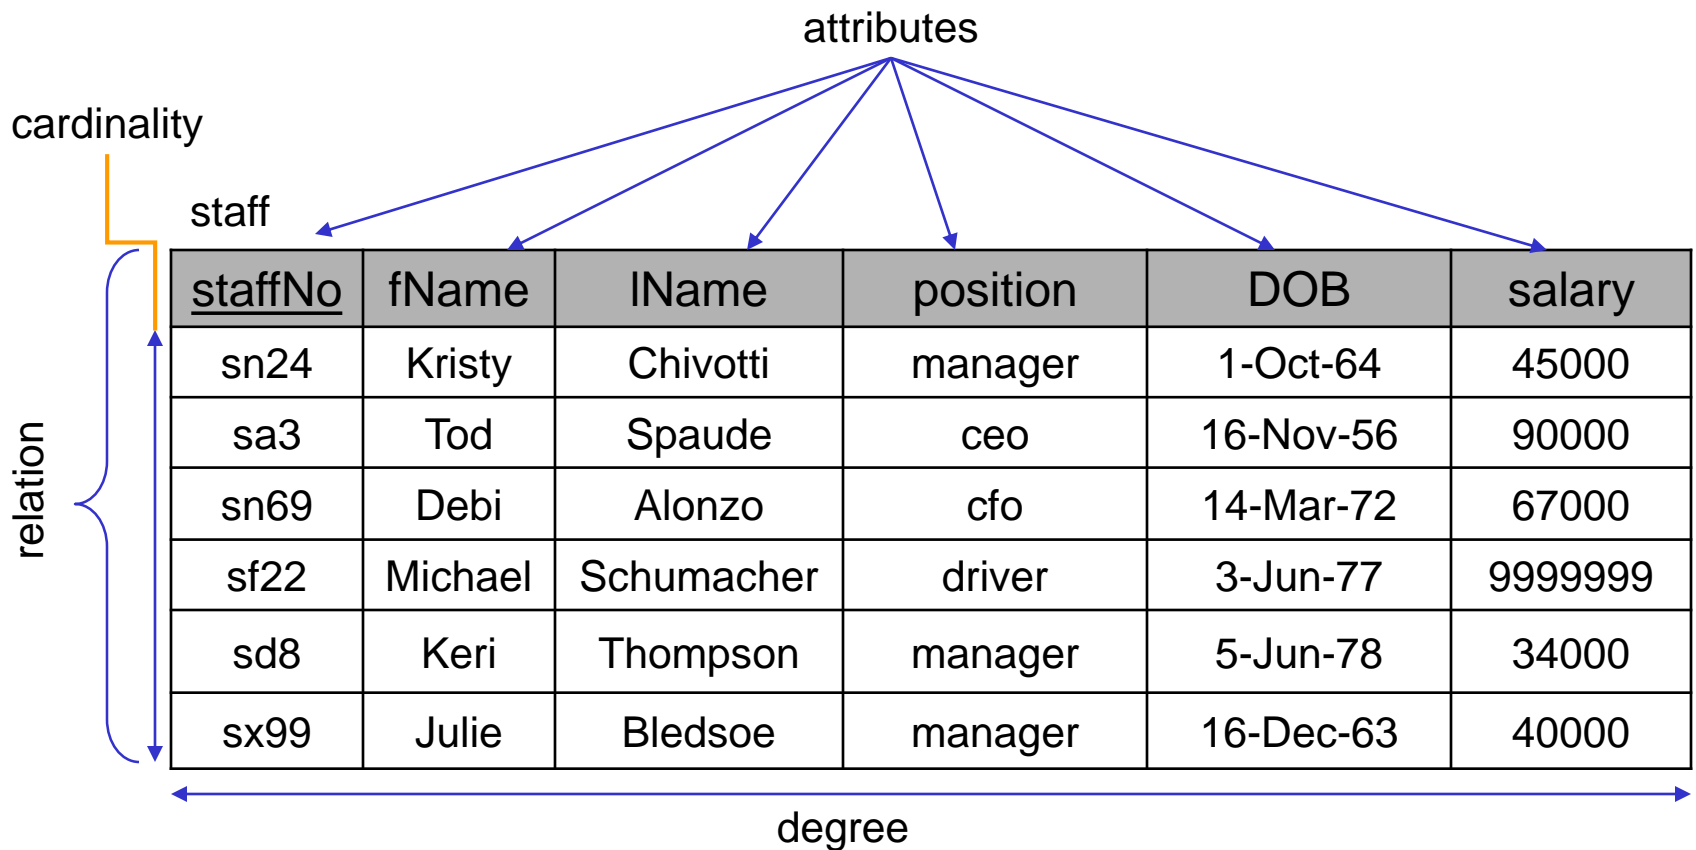 attributes
cardinality
staff
staffNo fName lName position DOB salary
sn24 Kristy Chivotti manager 1-Oct-64 45000
sa3 Tod Spaude ceo 16-Nov-56 90000
sn69 Debi Alonzo cfo 14-Mar-72 67000
sf22 Michael Schumacher driver 3-Jun-77 9999999
sd8 Keri Thompson manager 5-Jun-78 34000
sx99 Julie Bledsoe manager 16-Dec-63 40000
relation
degree